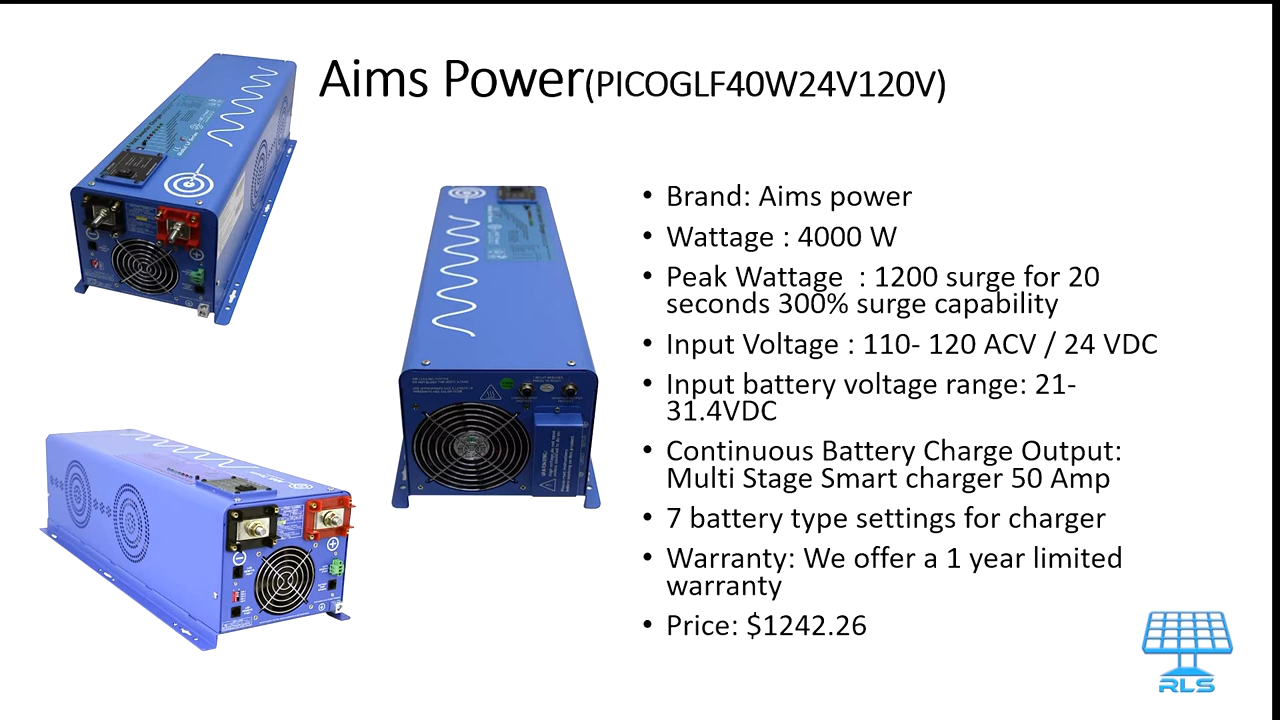 Aims Power(PICOGLF40W24V120V)
• Brand: Aims power
• Wattage : 4000 W
• Peak Wattage  : 1200 surge for 20
seconds 300% surge capability
• Input Voltage : 110- 120 ACV / 24 VDC
• Input battery voltage range: 21-
31.4VDC
• Continuous Battery Charge Output:
Multi Stage Smart charger 50 Amp
• 7 battery type settings for charger
• Warranty: We offer a 1 year limited
warranty
• Price: $1242.26
RLS